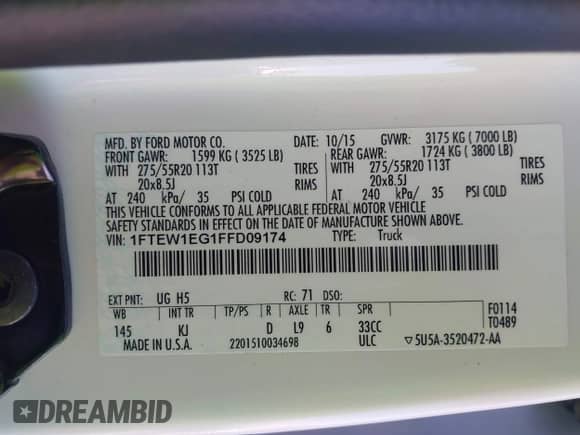 MFD. BY FORD MOTOR CO. DATE: 10/15 GVWR: 3175 KG ( 7000 LB)
FRONT GAWR: 1599 KG ( 3525 LB) REAR GAWR: 1724 KG ( 3800 LB)
WITH 275/55R20 113T TIRES WITH 275/55R20 113T TIRES
20x8.5J RIMS 20x8.5J RIMS
AT 240 kPa/ 35 PSI COLD AT 240 kPa/ 35 PSI COLD
THIS VEHICLE CONFORMS TO ALL APPLICABLE FEDERAL MOTOR VEHICLE
SAFETY STANDARDS IN EFFECT ON THE DATE OF MANUFACTURE SHOWN ABOVE.
VIN: 1FTEW1EG1FFD09174 TYPE: Truck
EXT PNT: UG H5 RC: 71 DSO:
WB INT TR TP/PS R AXLE TR SPR F0114
145 KJ D L9 6 33CC T0489
MADE IN U.S.A. 2201510034698 ULC ▽5U5A-3520472-AA
DREAMBID